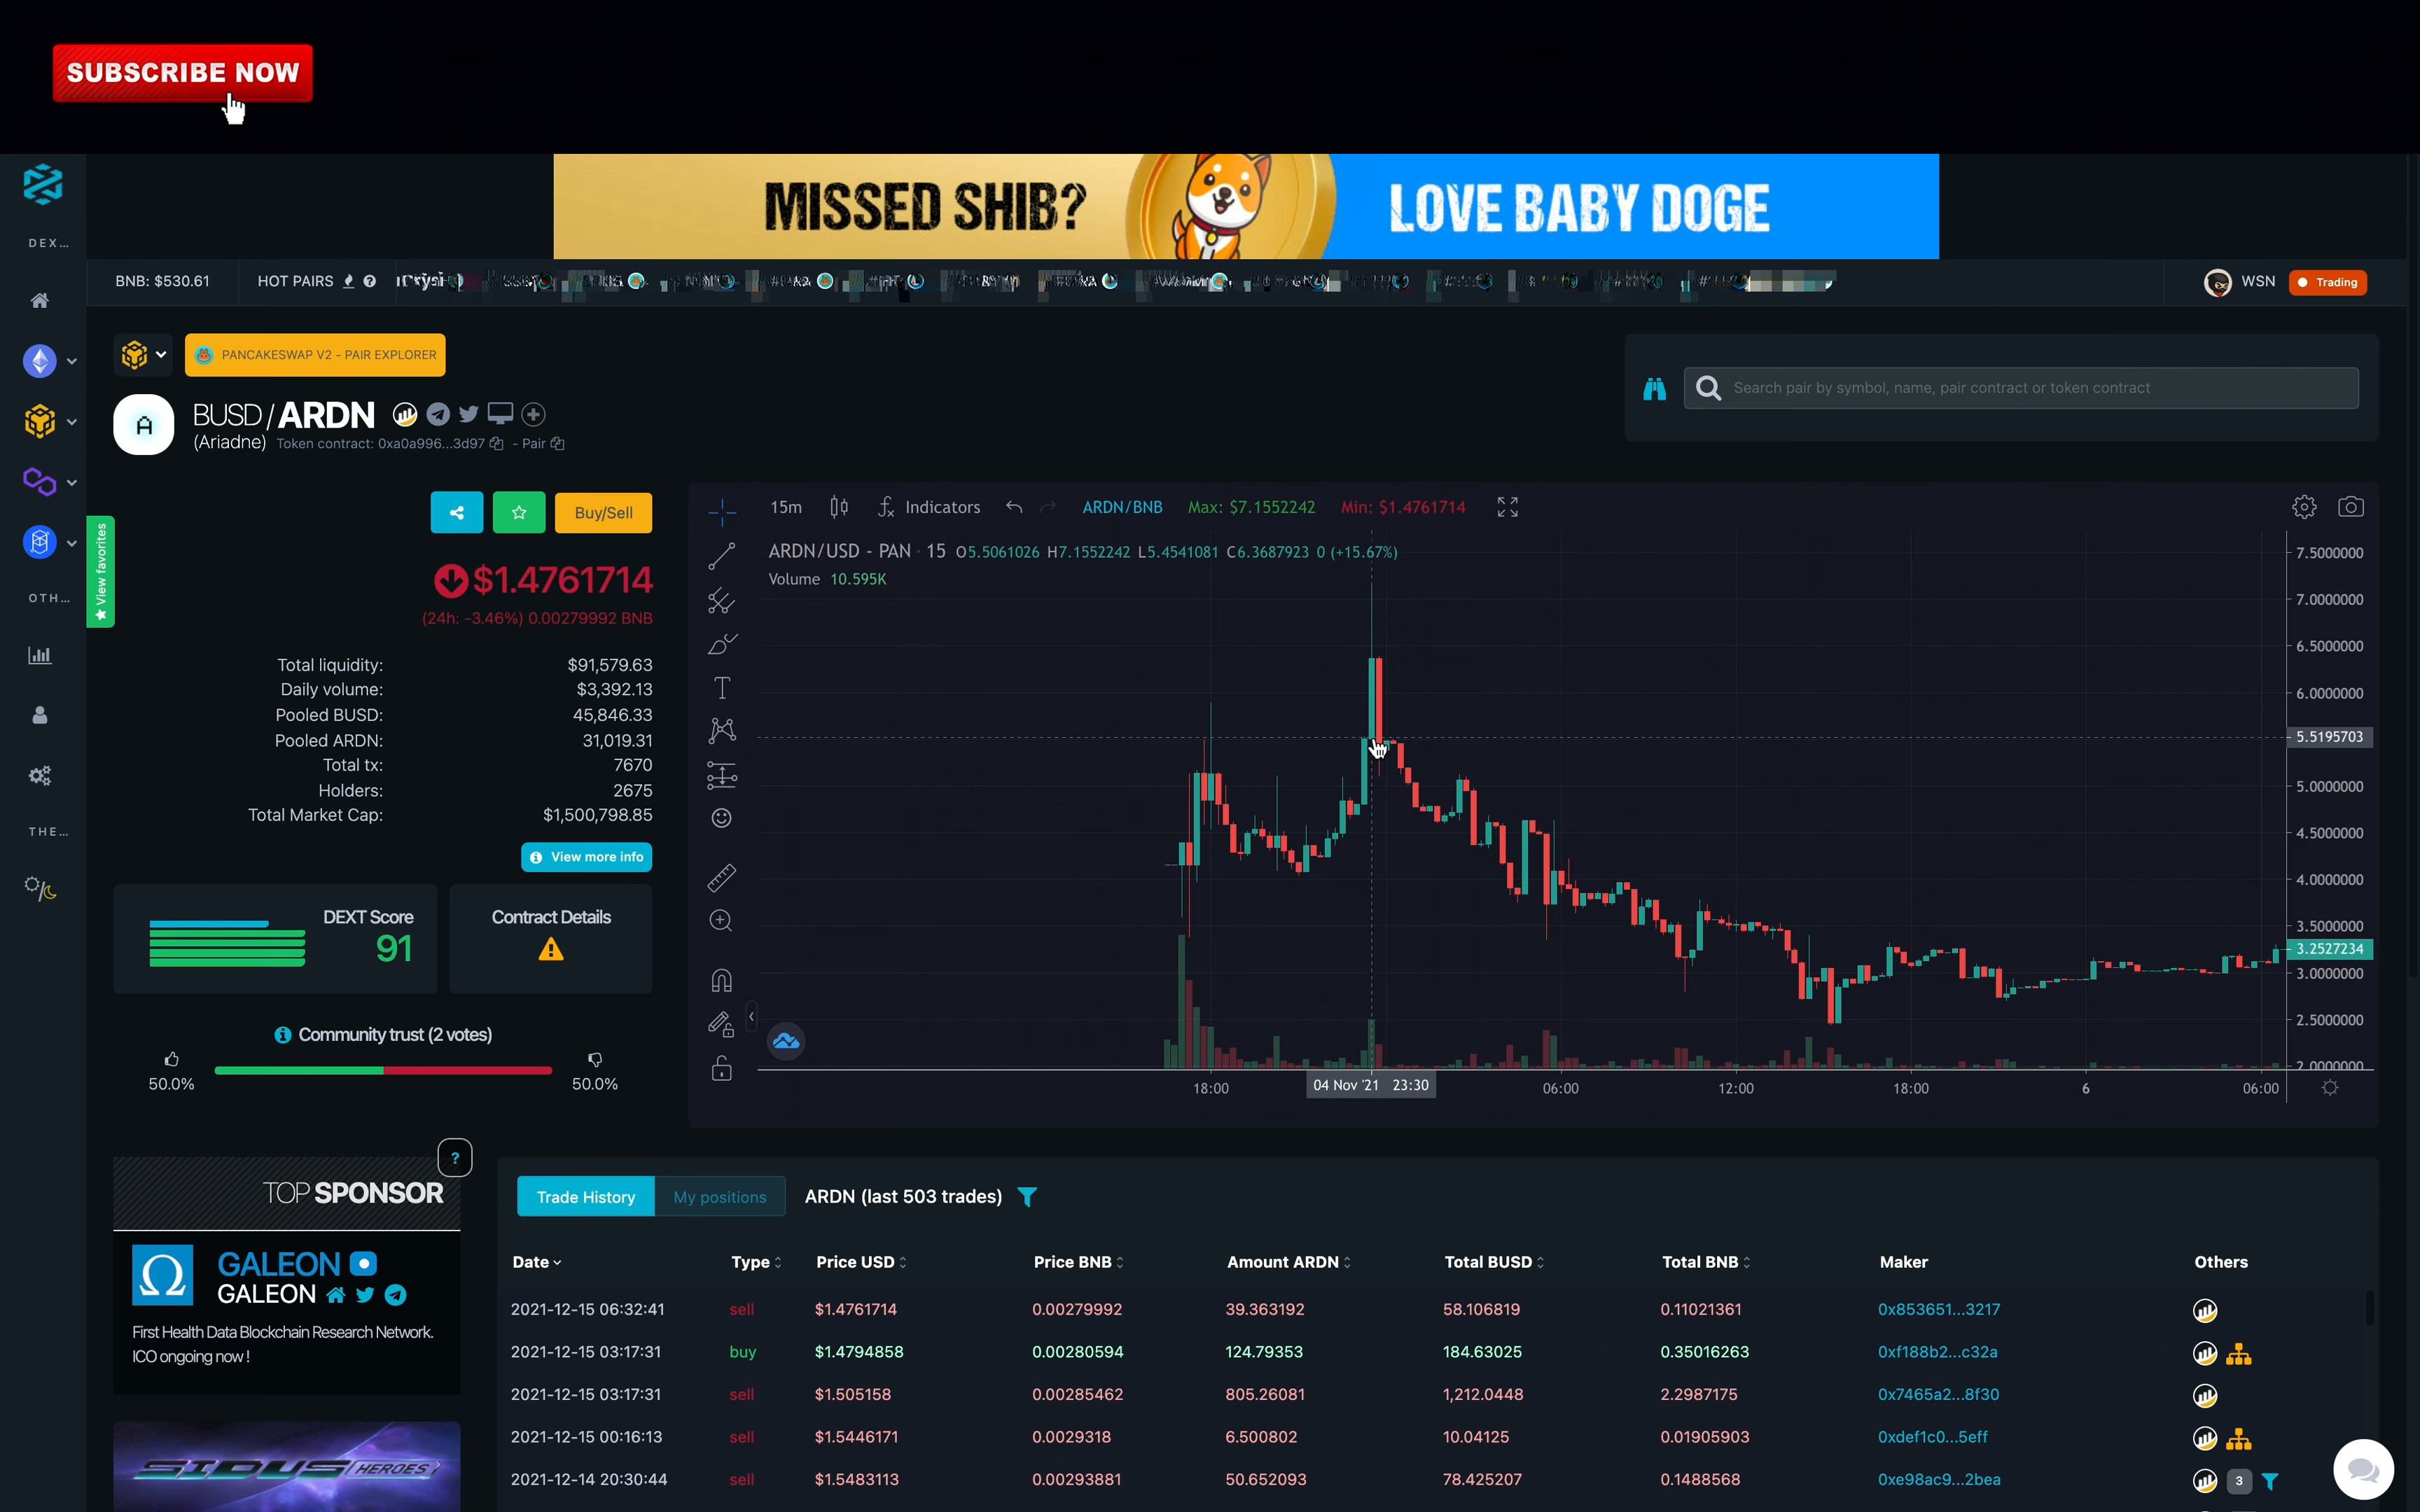 SUBSCRIBE NOW
MISSED SHIB? LOVE BABY DOGE
DEX...
BNB: $530.61 HOT PAIRS
WSN Trading
PANCAKESWAP V2 - PAIR EXPLORER
Search pair by symbol, name, pair contract or token contract
A
BUSD/ARDN
(Ariadne) Token contract: 0xa0a996...3d97 - Pair
View favorites
OTH...
THE...
Buy/Sell
$1.4761714
(24h: -3.46%) 0.00279992 BNB
Total liquidity: $91,579.63
Daily volume: $3,392.13
Pooled BUSD: 45,846.33
Pooled ARDN: 31,019.31
Total tx: 7670
Holders: 2675
Total Market Cap: $1,500,798.85
View more info
DEXT Score
91
Contract Details
Community trust (2 votes)
50.0% 50.0%
15m Indicators ARDN/BNB Max: $7.1552242 Min: $1.4761714
ARDN/USD - PAN · 15 O5.5061026 H7.1552242 L5.4541081 C6.3687923 0 (+15.67%)
Volume 10.595K
7.5000000
7.0000000
6.5000000
6.0000000
5.5195703
5.0000000
4.5000000
4.0000000
3.5000000
3.2527234
3.0000000
2.5000000
2.0000000
18:00 04 Nov '21 23:30 06:00 12:00 18:00 6 06:00
?
TOP SPONSOR
GALEON
GALEON
First Health Data Blockchain Research Network.
ICO ongoing now !
SIDUS HEROES
Trade History My positions ARDN (last 503 trades)
Date Type Price USD Price BNB Amount ARDN Total BUSD Total BNB Maker Others
2021-12-15 06:32:41 sell $1.4761714 0.00279992 39.363192 58.106819 0.11021361 0x853651...3217
2021-12-15 03:17:31 buy $1.4794858 0.00280594 124.79353 184.63025 0.35016263 0xf188b2...c32a
2021-12-15 03:17:31 sell $1.505158 0.00285462 805.26081 1,212.0448 2.2987175 0x7465a2...8f30
2021-12-15 00:16:13 sell $1.5446171 0.0029318 6.500802 10.04125 0.01905903 0xdef1c0...5eff
2021-12-14 20:30:44 sell $1.5483113 0.00293881 50.652093 78.425207 0.1488568 0xe98ac9...2bea 3